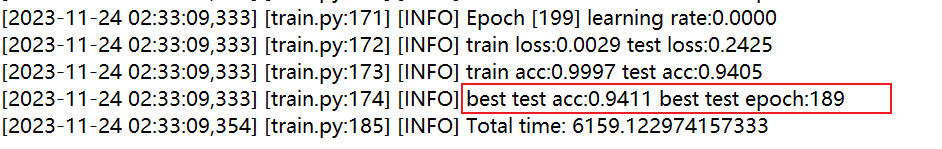 [2023-11-24 02:33:09,333] [train.py:171] [INFO] Epoch [199] learning rate:0.0000
[2023-11-24 02:33:09,333] [train.py:172] [INFO] train loss:0.0029 test loss:0.2425
[2023-11-24 02:33:09,333] [train.py:173] [INFO] train acc:0.9997 test acc:0.9405
[2023-11-24 02:33:09,333] [train.py:174] [INFO] best test acc:0.9411 best test epoch:189
[2023-11-24 02:33:09,354] [train.py:185] [INFO] Total time: 6159.122974157333